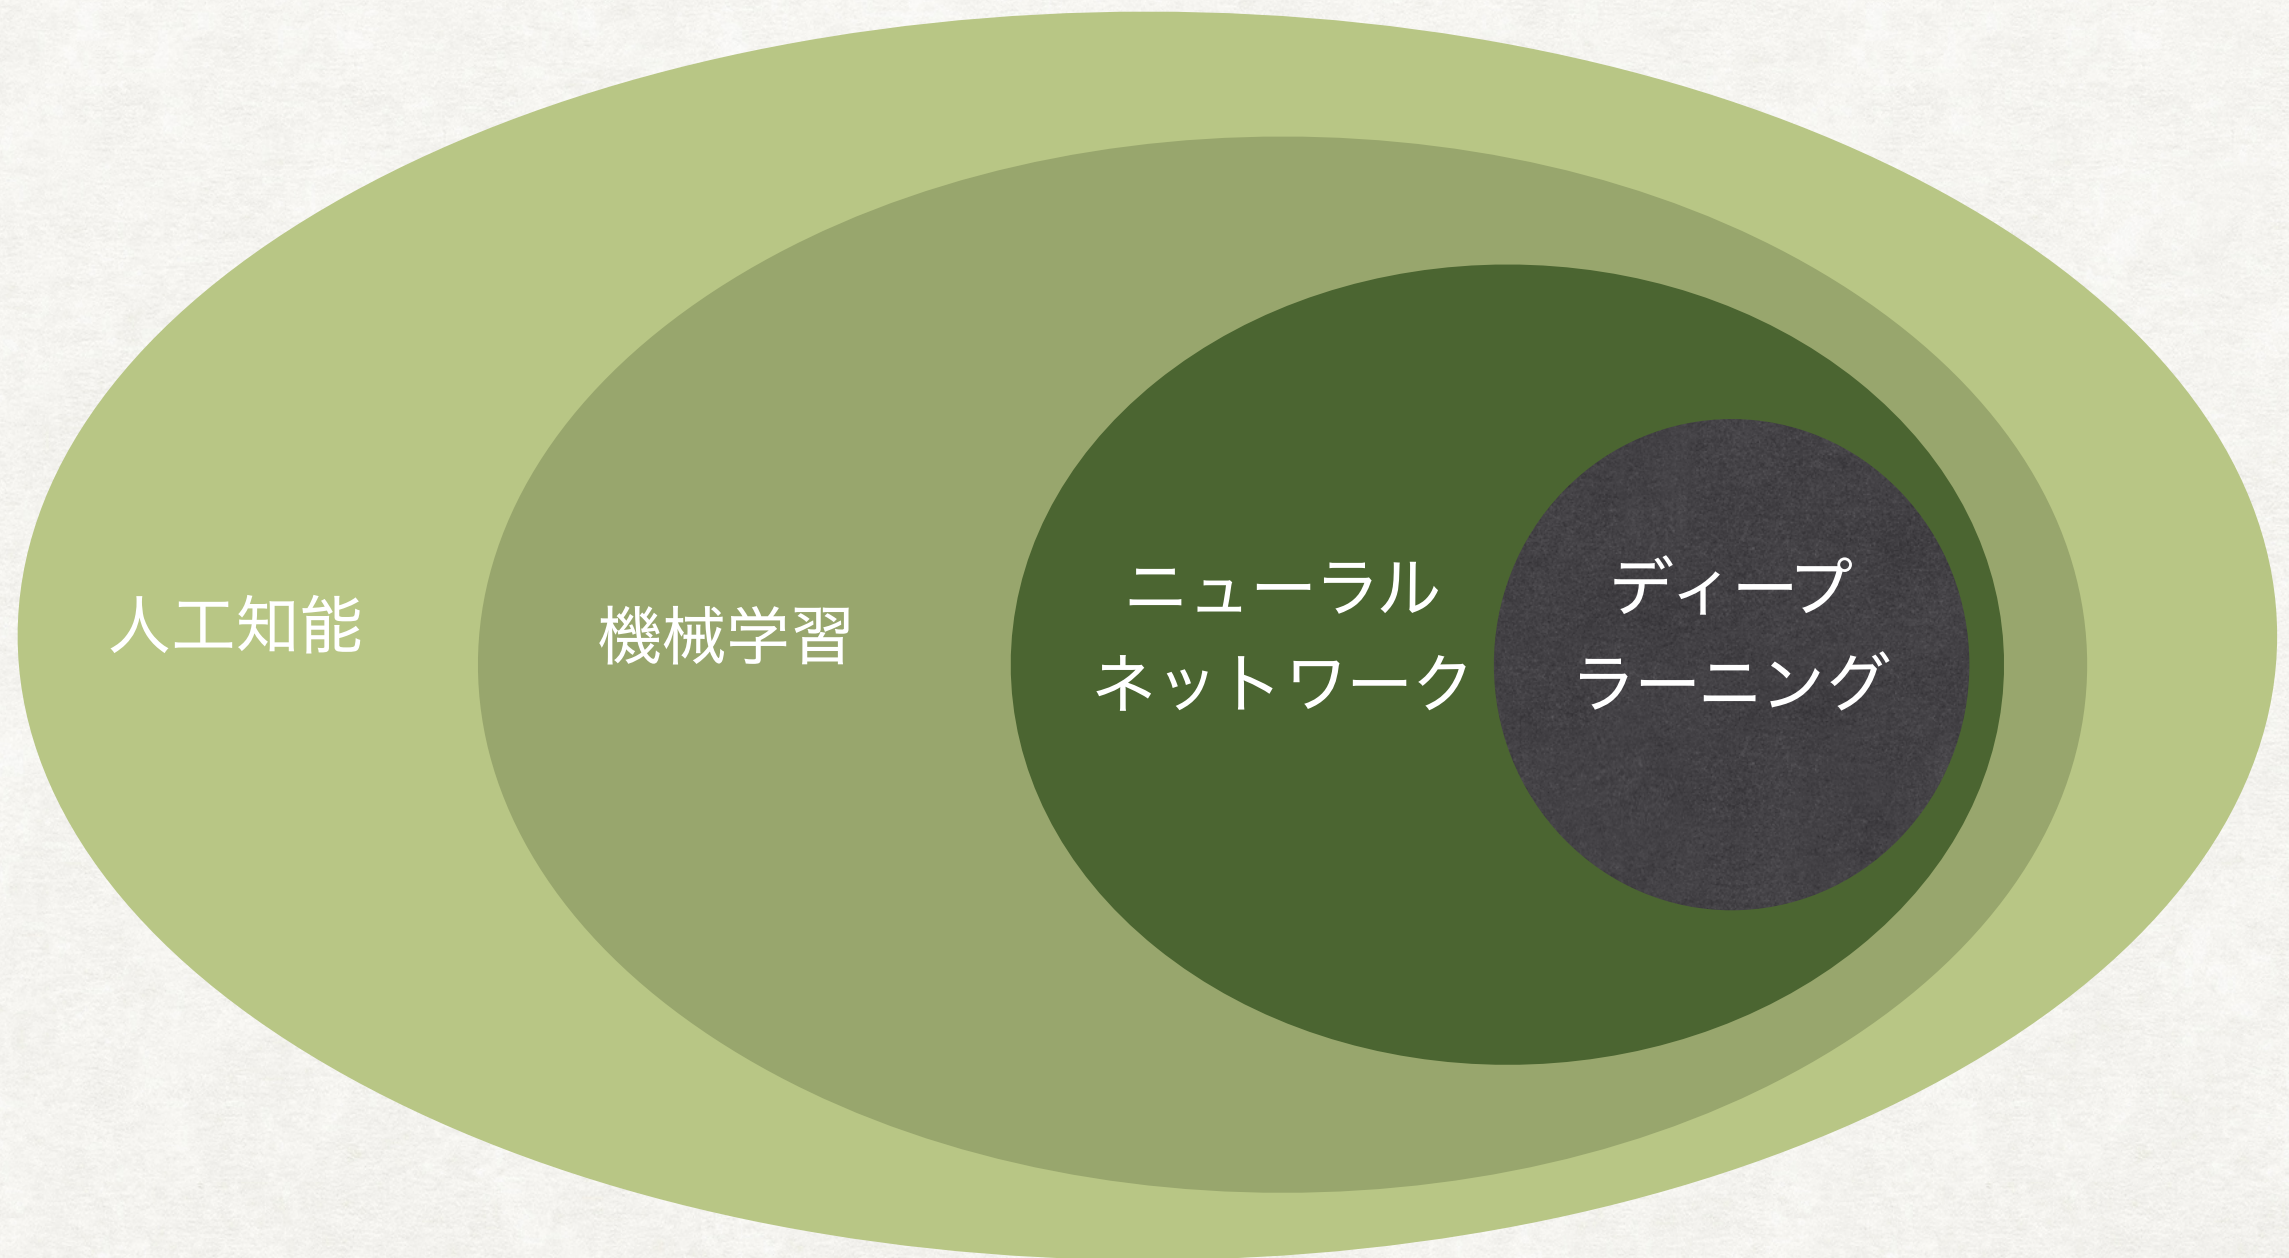 人工知能
機械学習
ニューラル
ネットワーク
ディープ
ラーニング